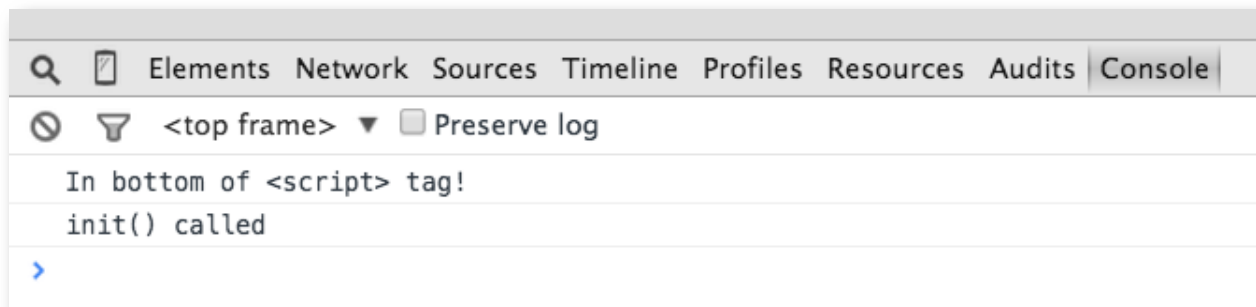 Elements Network Sources Timeline Profiles Resources Audits Console
<top frame> ▼ Preserve log
In bottom of <script> tag!
init() called
>